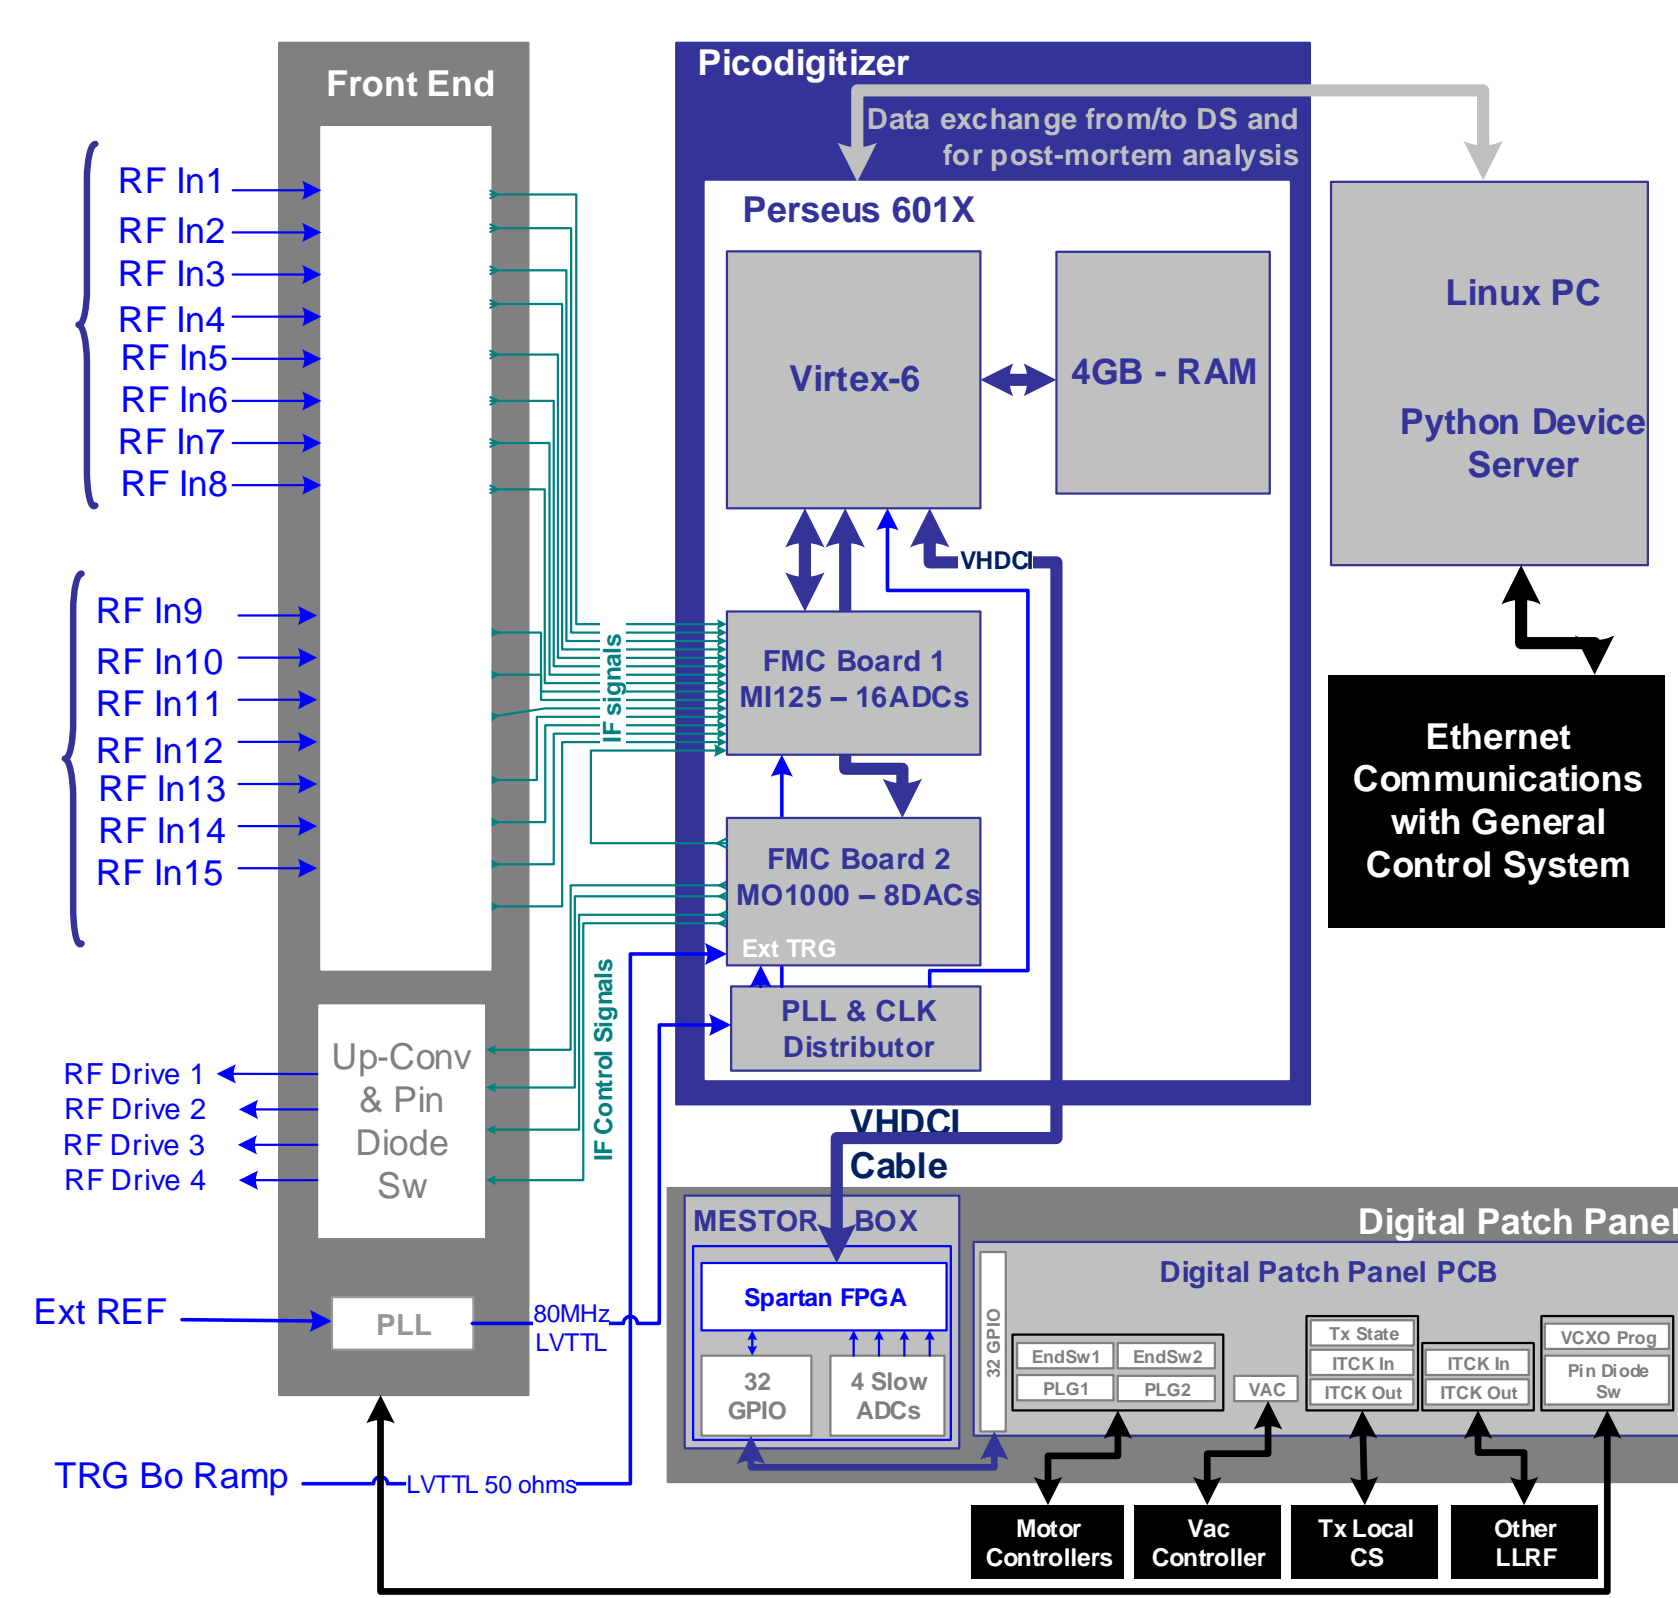 Front End
RF In1
RF In2
RF In3
RF In4
RF In5
RF In6
RF In7
RF In8
RF In9
RF In10
RF In11
RF In12
RF In13
RF In14
RF In15
Up-Conv
& Pin
Diode
Sw
RF Drive 1
RF Drive 2
RF Drive 3
RF Drive 4
Ext REF
PLL
80MHz
LVTTL
TRG Bo Ramp
LVTTL 50 ohms
IF signals
IF Control Signals
Picodigitizer
Data exchange from/to DS and
for post-mortem analysis
Perseus 601X
Virtex-6
4GB - RAM
VHDCI
FMC Board 1
MI125 – 16ADCs
FMC Board 2
MO1000 – 8DACs
Ext TRG
PLL & CLK
Distributor
Linux PC
Python Device
Server
Ethernet
Communications
with General
Control System
VHDCI
Cable
Digital Patch Panel
MESTOR BOX
Spartan FPGA
32
GPIO
4 Slow
ADCs
Digital Patch Panel PCB
32 GPIO
EndSw1
EndSw2
PLG1
PLG2
VAC
Tx State
ITCK In
ITCK Out
ITCK In
ITCK Out
VCXO Prog
Pin Diode
Sw
Motor
Controllers
Vac
Controller
Tx Local
CS
Other
LLRF